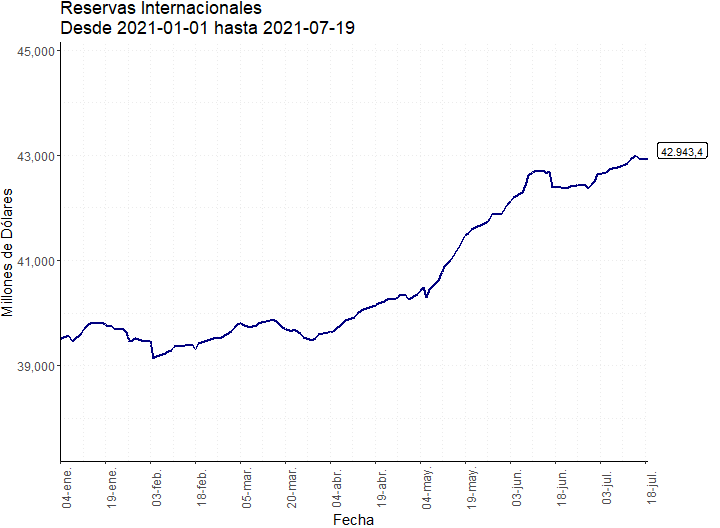 Reservas Internacionales
Desde 2021-01-01 hasta 2021-07-19
45,000
43,000
41,000
39,000
Millones de Dólares
42.943,4
04-ene.
19-ene.
03-feb.
18-feb.
05-mar.
20-mar.
04-abr.
19-abr.
04-may.
19-may.
03-jun.
18-jun.
03-jul.
18-jul.
Fecha